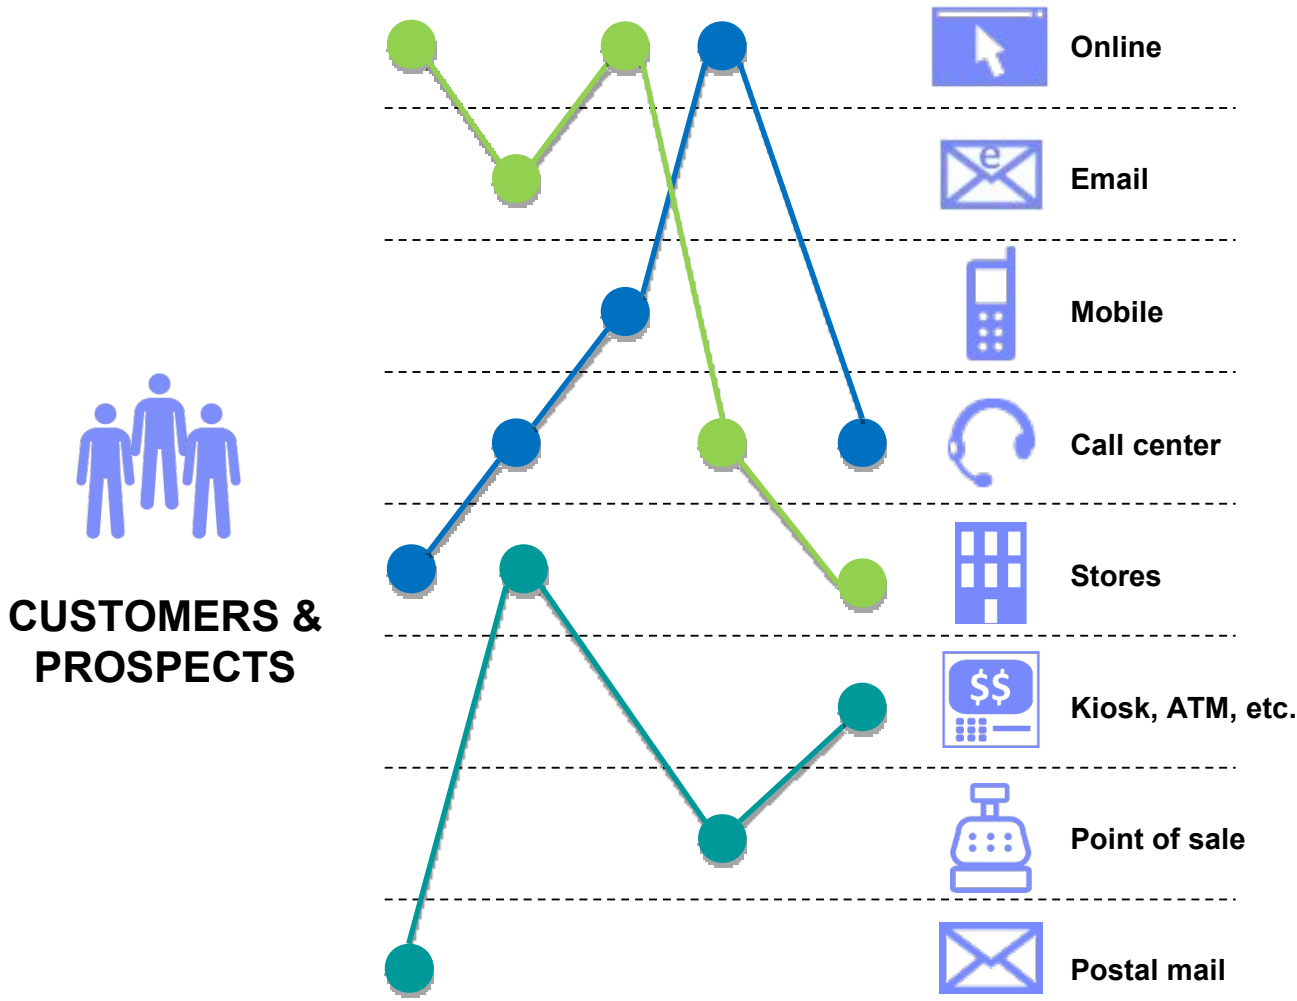 Online
e
Email
Mobile
Call center
CUSTOMERS &
PROSPECTS
Stores
$$
Kiosk, ATM, etc.
Point of sale
Postal mail